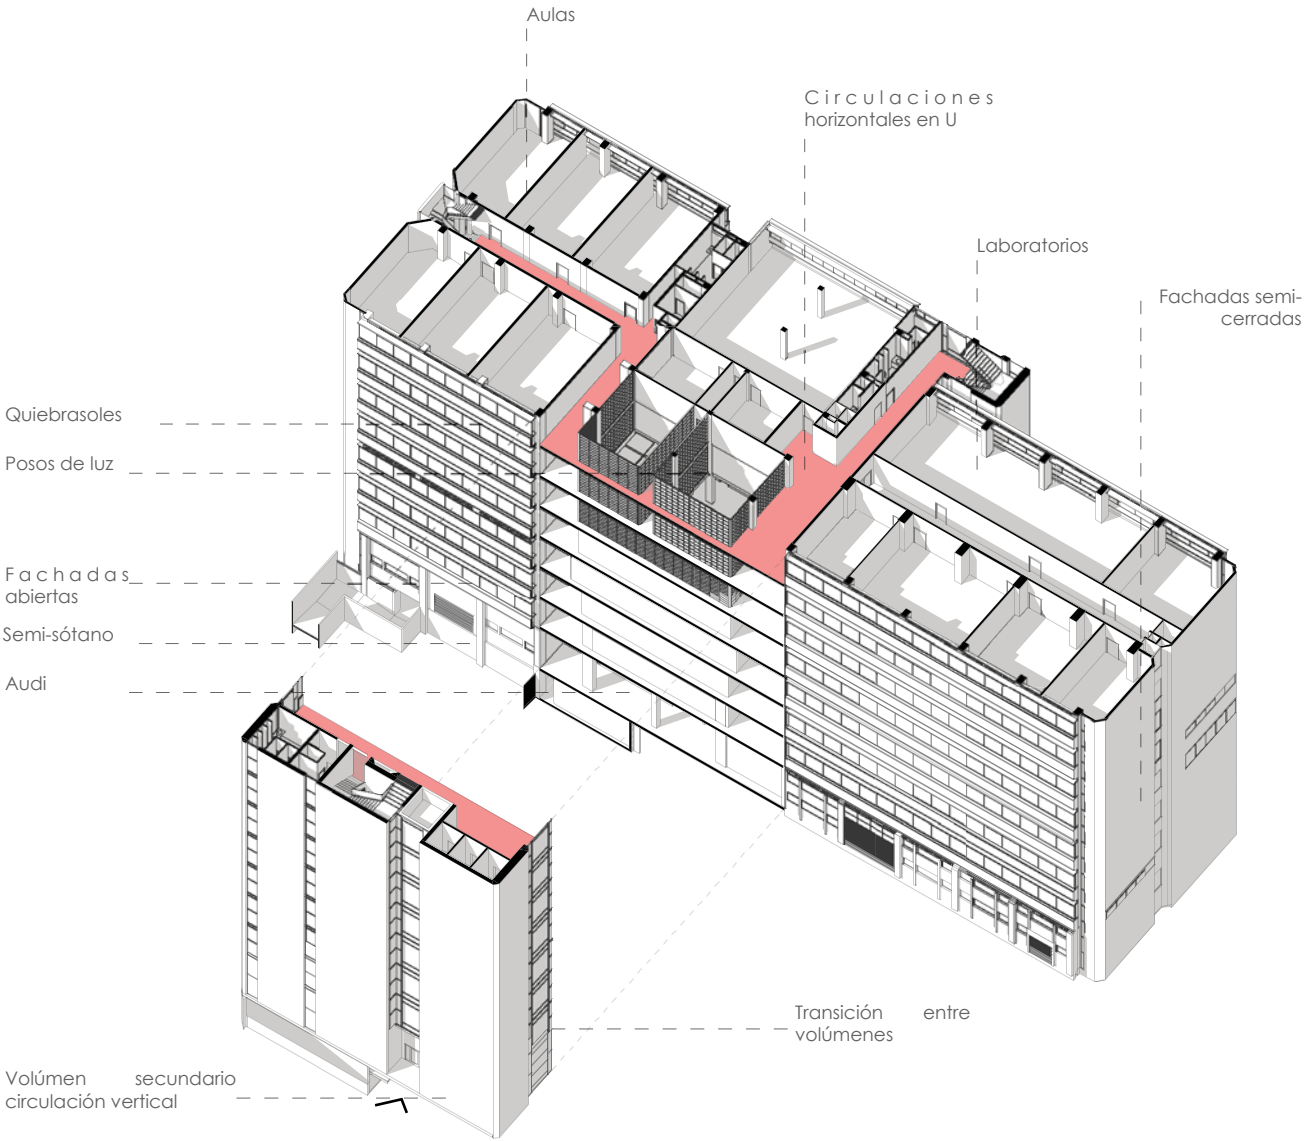 Aulas
Circulaciones
horizontales en U
Laboratorios
Fachadas semi-
cerradas
Quiebrasoles
Posos de luz
Fachadas
abiertas
Semi-sótano
Audi
Transición entre
volúmenes
Volúmen secundario
circulación vertical